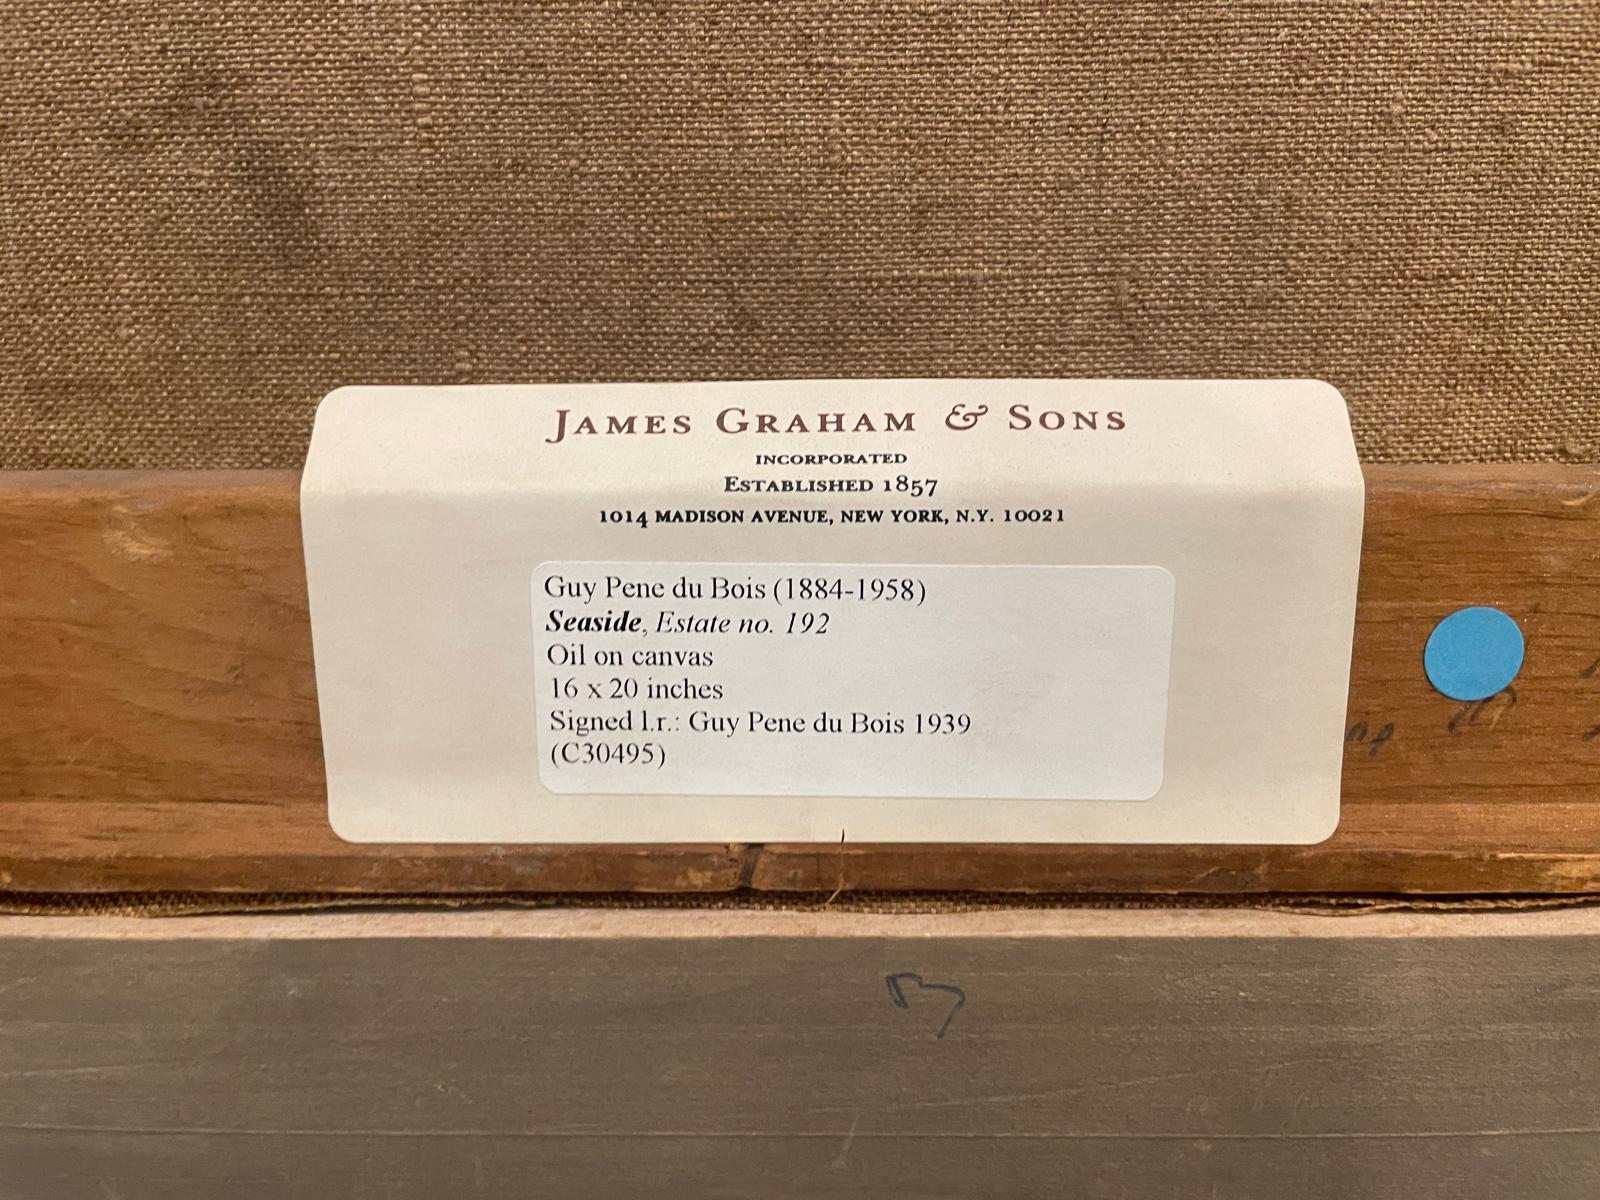 JAMES GRAHAM & SONS
INCORPORATED
ESTABLISHED 1857
1014 MADISON AVENUE, NEW YORK, N.Y. 10021
Guy Pene du Bois (1884-1958)
Seaside, Estate no. 192
Oil on canvas
16 x 20 inches
Signed l.r.: Guy Pene du Bois 1939
(C30495)